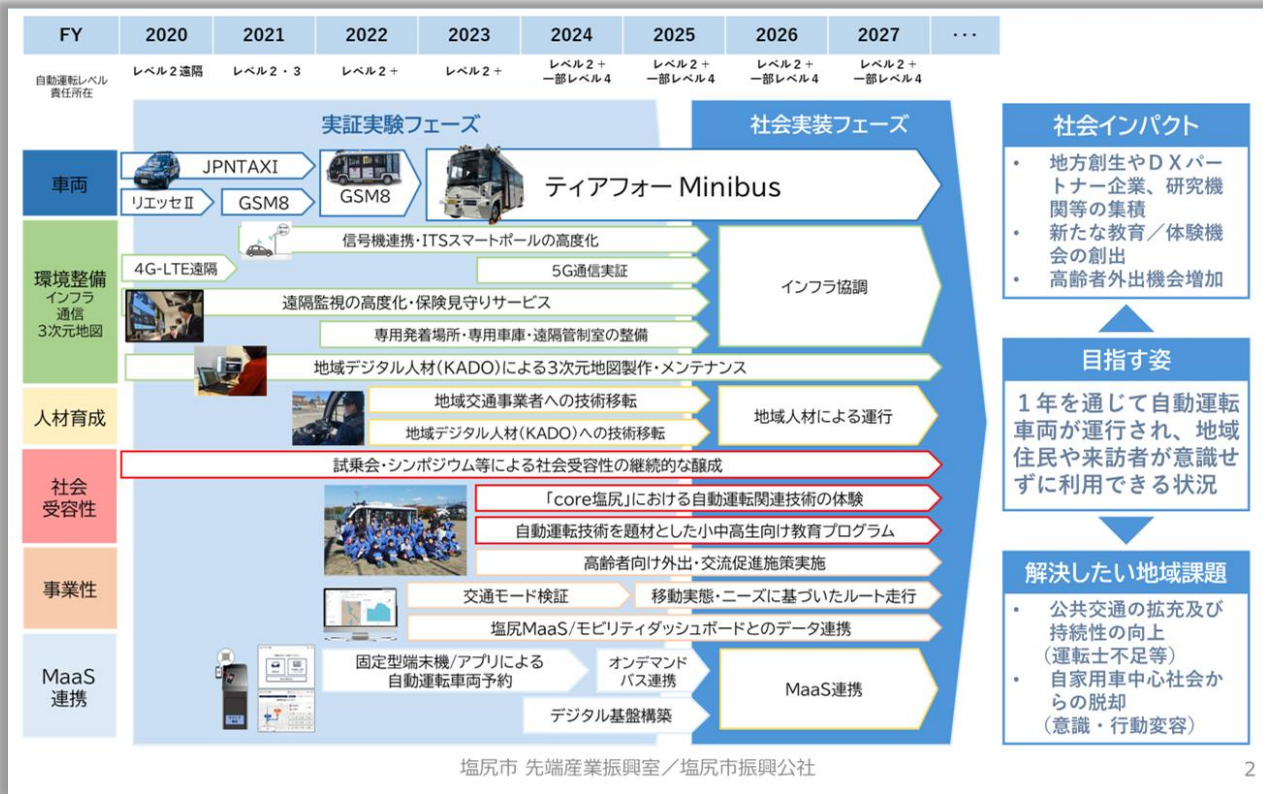 FY 2020 2021 2022 2023 2024 2025 2026 2027 ･･･
自動運転レベル
責任所在
レベル２遠隔
レベル２・３
レベル２＋
レベル２＋
レベル２＋
一部レベル４
レベル２＋
一部レベル４
レベル２＋
一部レベル４
レベル２＋
一部レベル４
実証実験フェーズ
社会実装フェーズ
車両
JPNTAXI
リエッセⅡ
GSM8
GSM8
ティアフォー Minibus
環境整備
インフラ
通信
3次元地図
信号機連携・ITSスマートポールの高度化
4G-LTE遠隔
5G通信実証
遠隔監視の高度化・保険見守りサービス
専用発着場所・専用車庫・遠隔管制室の整備
インフラ協調
地域デジタル人材(KADO)による3次元地図製作・メンテナンス
人材育成
地域交通事業者への技術移転
地域デジタル人材(KADO)への技術移転
地域人材による運行
社会
受容性
試乗会・シンポジウム等による社会受容性の継続的な醸成
「core塩尻」における自動運転関連技術の体験
自動運転技術を題材とした小中高生向け教育プログラム
事業性
高齢者向け外出・交流促進施策実施
交通モード検証
移動実態・ニーズに基づいたルート走行
塩尻MaaS/モビリティダッシュボードとのデータ連携
MaaS
連携
固定型端末機/アプリによる
自動運転車両予約
オンデマンド
バス連携
デジタル基盤構築
MaaS連携
社会インパクト
• 地方創生やＤＸパー
トナー企業、研究機
関等の集積
• 新たな教育／体験機
会の創出
• 高齢者外出機会増加
目指す姿
１年を通じて自動運転
車両が運行され、地域
住民や来訪者が意識せ
ずに利用できる状況
解決したい地域課題
• 公共交通の拡充及び
持続性の向上
(運転士不足等)
• 自家用車中心社会か
らの脱却
(意識・行動変容)
塩尻市 先端産業振興室／塩尻市振興公社
2